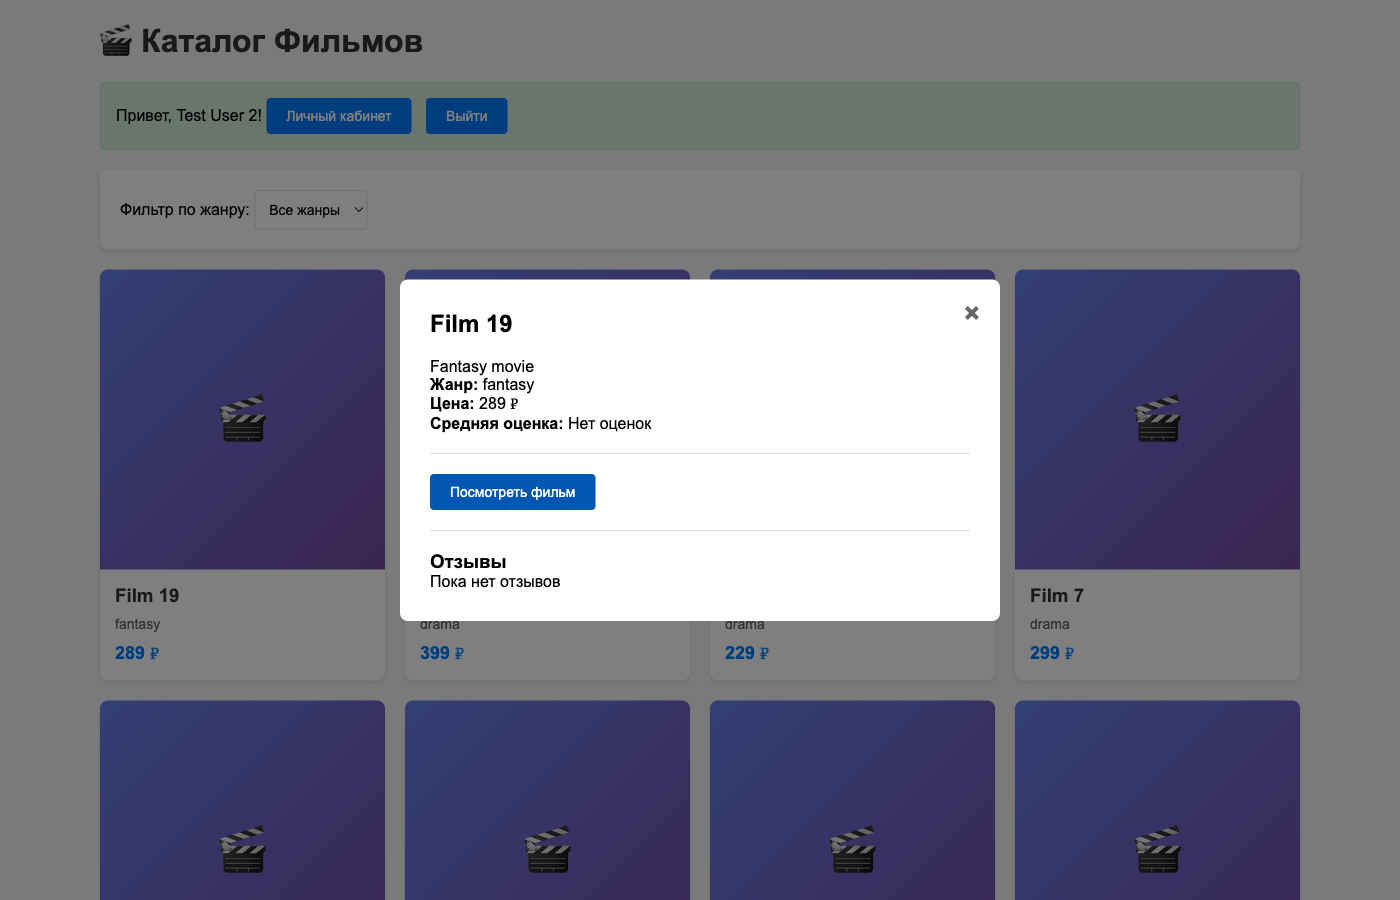 Каталог Фильмов
Привет, Test User 2! Личный кабинет Выйти
Фильтр по жанру: Все жанры
Film 19
Fantasy movie
Жанр: fantasy
Цена: 289 ₽
Средняя оценка: Нет оценок
Посмотреть фильм
Отзывы
Пока нет отзывов
Film 19
fantasy
289 ₽
drama
399 ₽
drama
229 ₽
Film 7
drama
299 ₽